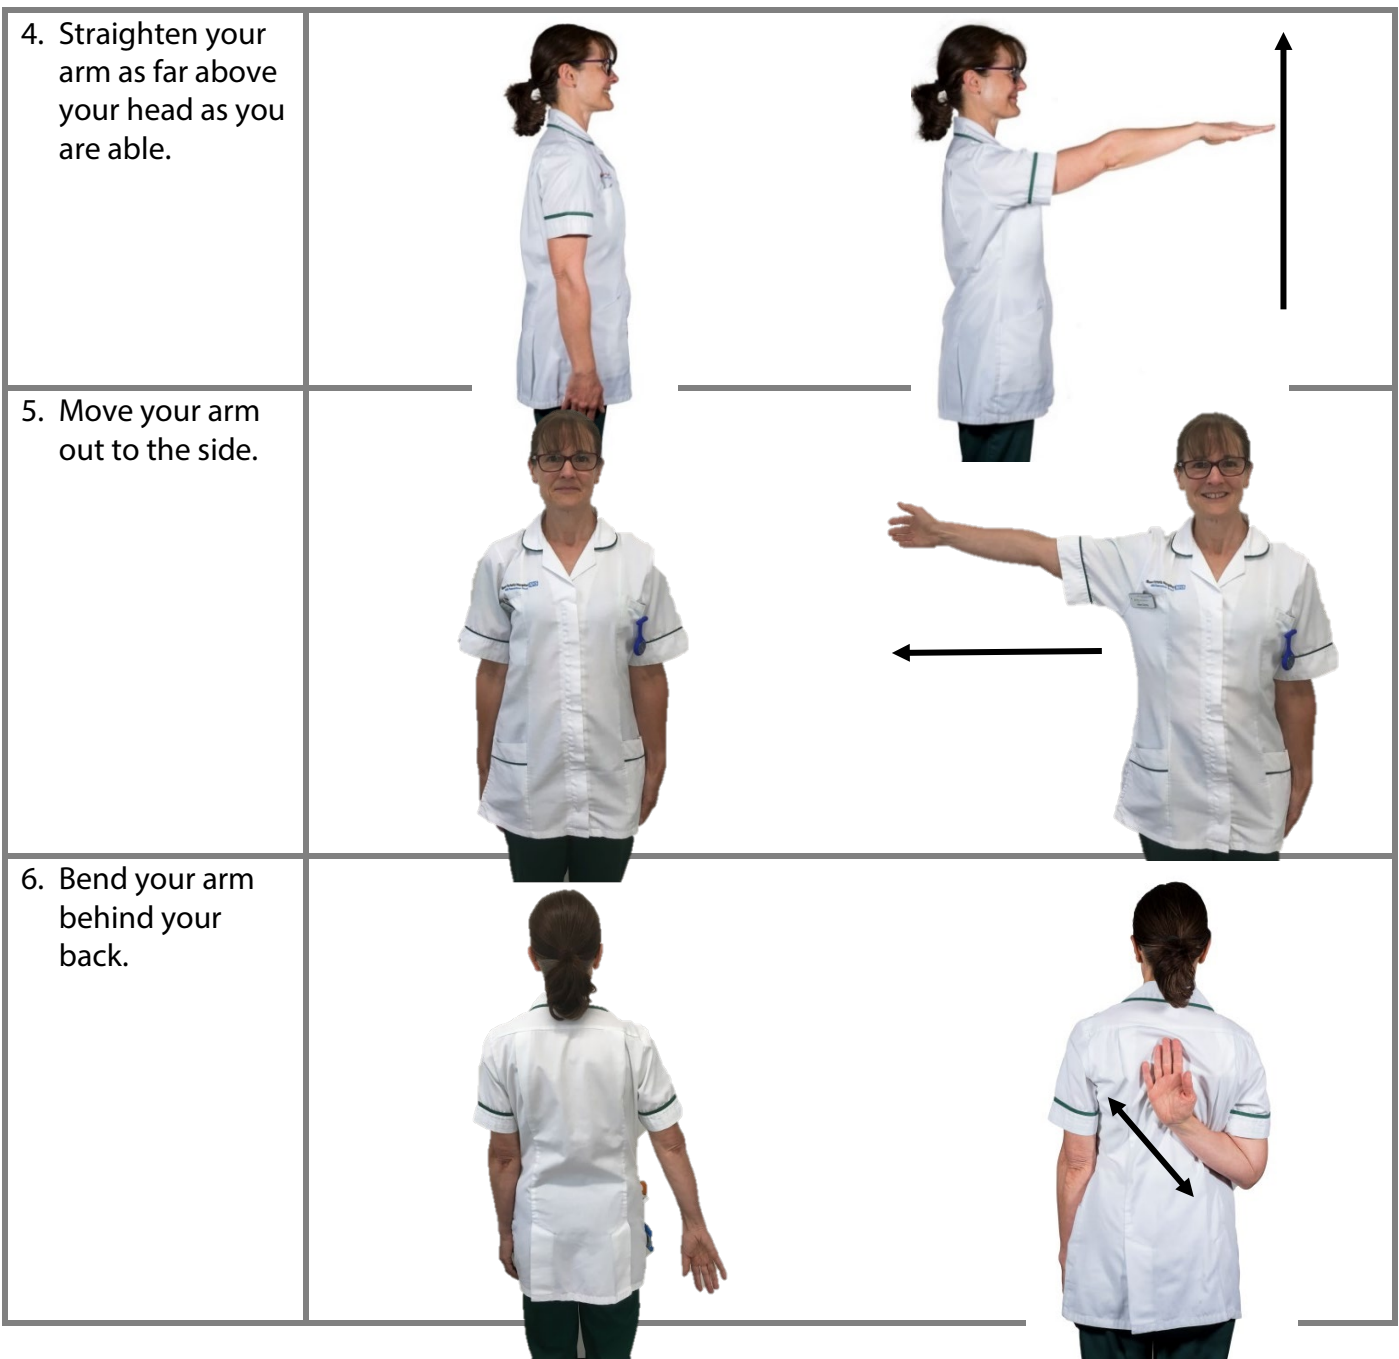 4. Straighten your
arm as far above
your head as you
are able.
5. Move your arm
out to the side.
6. Bend your arm
behind your
back.